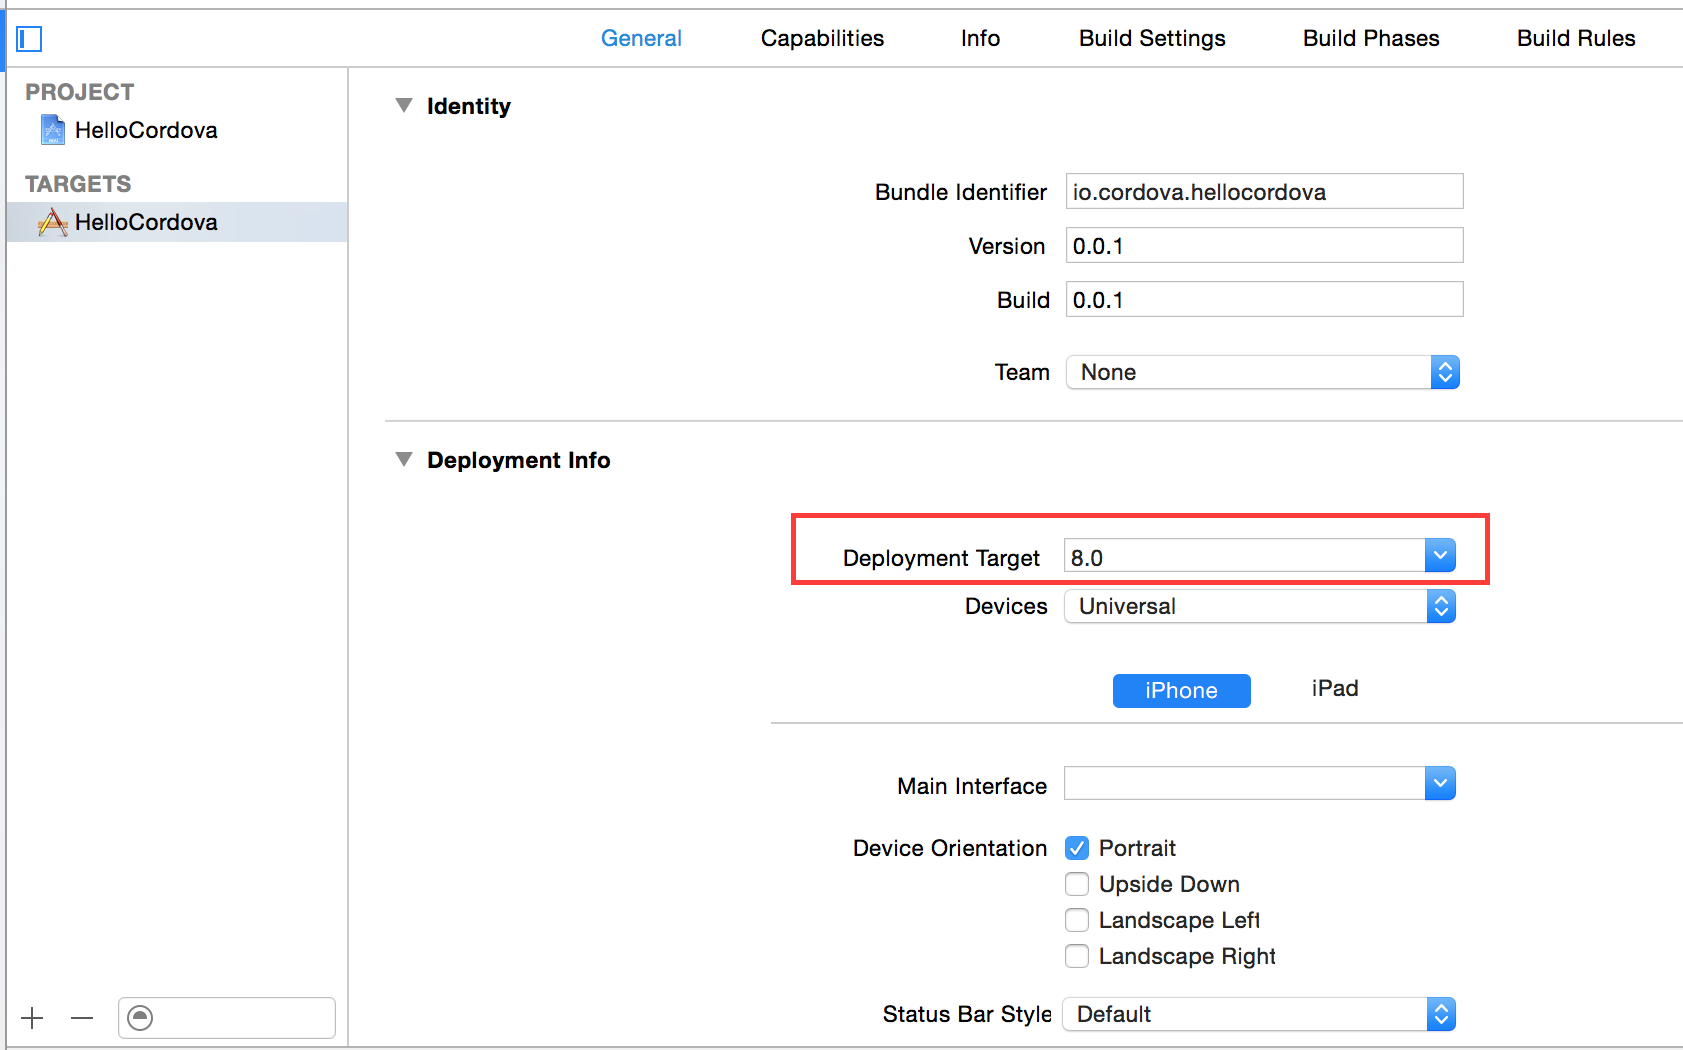 General Capabilities Info Build Settings Build Phases Build Rules
PROJECT
HelloCordova
TARGETS
HelloCordova
Identity
Bundle Identifier io.cordova.hellocordova
Version 0.0.1
Build 0.0.1
Team None
Deployment Info
Deployment Target 8.0
Devices Universal
iPhone iPad
Main Interface
Device Orientation Portrait
Upside Down
Landscape Left
Landscape Right
Status Bar Style Default